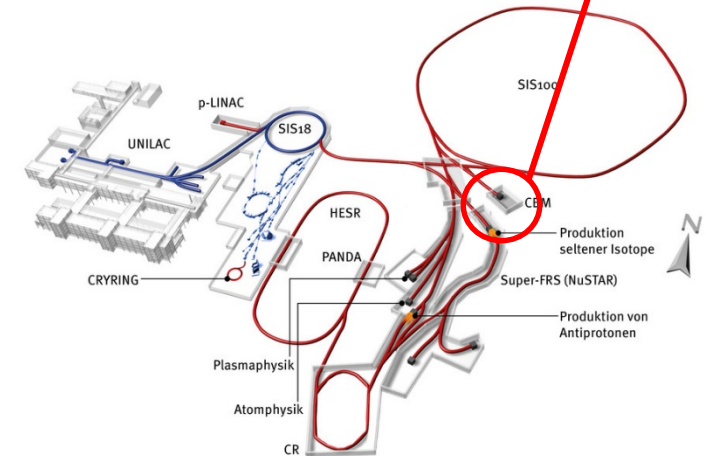 p-LINAC
SIS18
UNILAC
SIS100
CBM
HESR
PANDA
CRYRING
Produktion
seltener Isotope
Super-FRS (NuSTAR)
Produktion von
Antiprotonen
Plasmaphysik
Atomphysik
CR
N